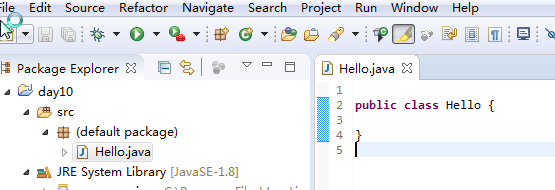 File Edit Source Refactor Navigate Search Project Run Window Help
Package Explorer
day10
src
(default package)
Hello.java
JRE System Library [JavaSE-1.8]
Hello.java
1
2 public class Hello {
3
4 }
5